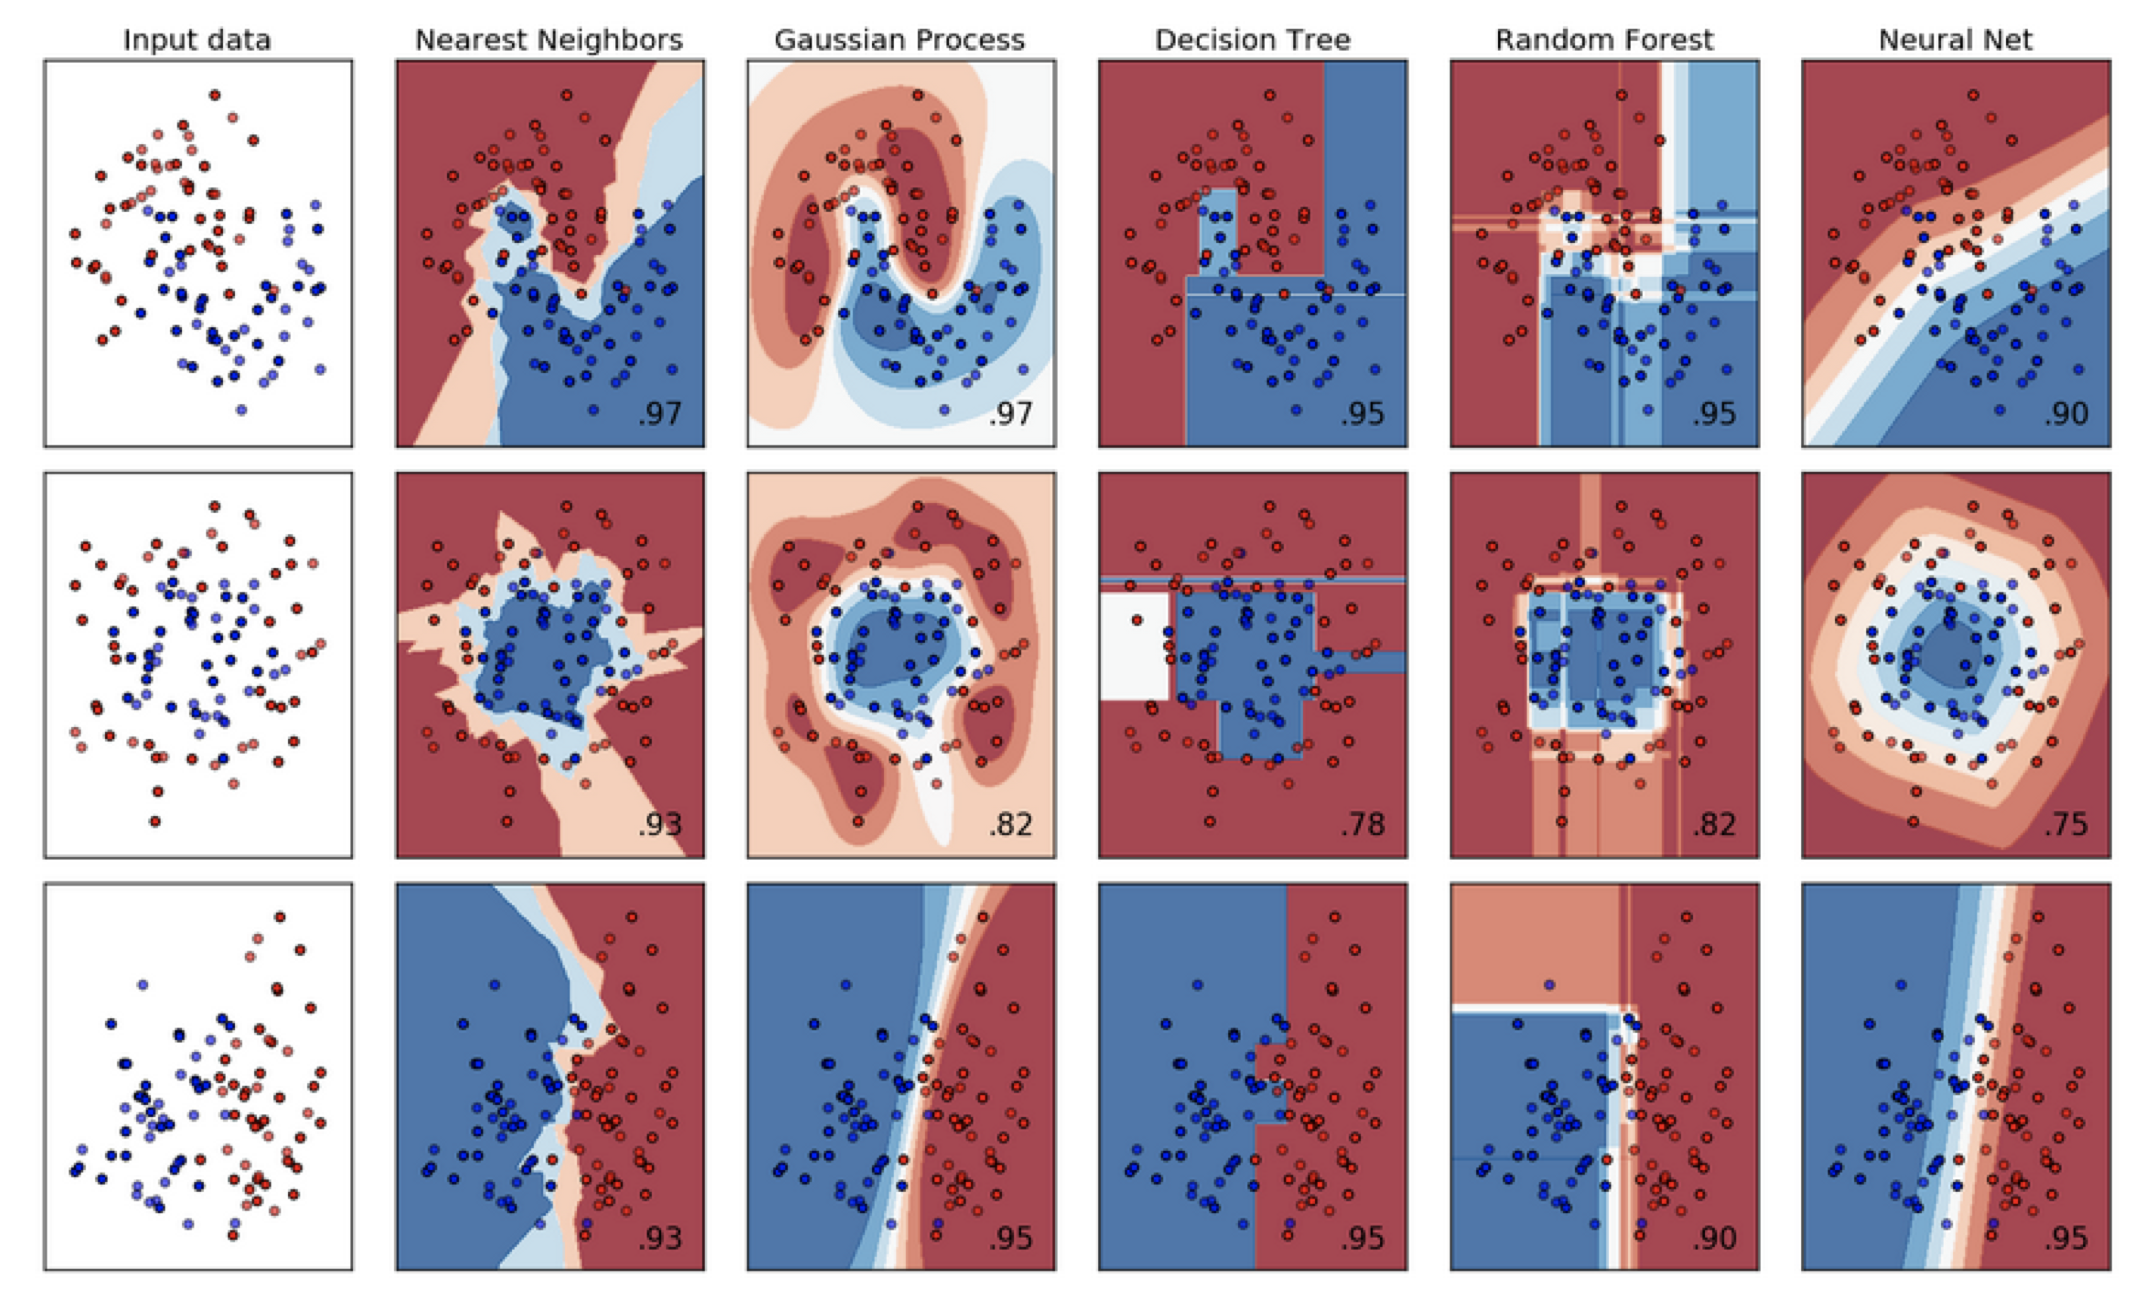 Input data Nearest Neighbors Gaussian Process Decision Tree Random Forest Neural Net
.97 .97 .95 .95 .90
.93 .82 .78 .82 .75
.93 .95 .95 .90 .95